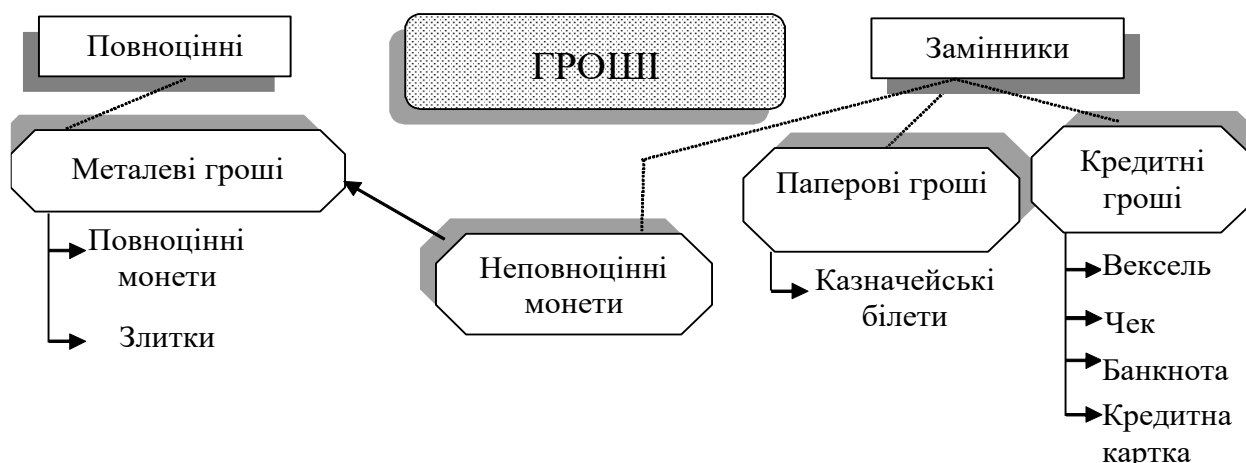 Повноцінні
ГРОШІ
Замінники
Металеві гроші
Повноцінні
монети
Злитки
Неповноцінні
монети
Паперові гроші
Казначейські
білети
Кредитні
гроші
Вексель
Чек
Банкнота
Кредитна
картка